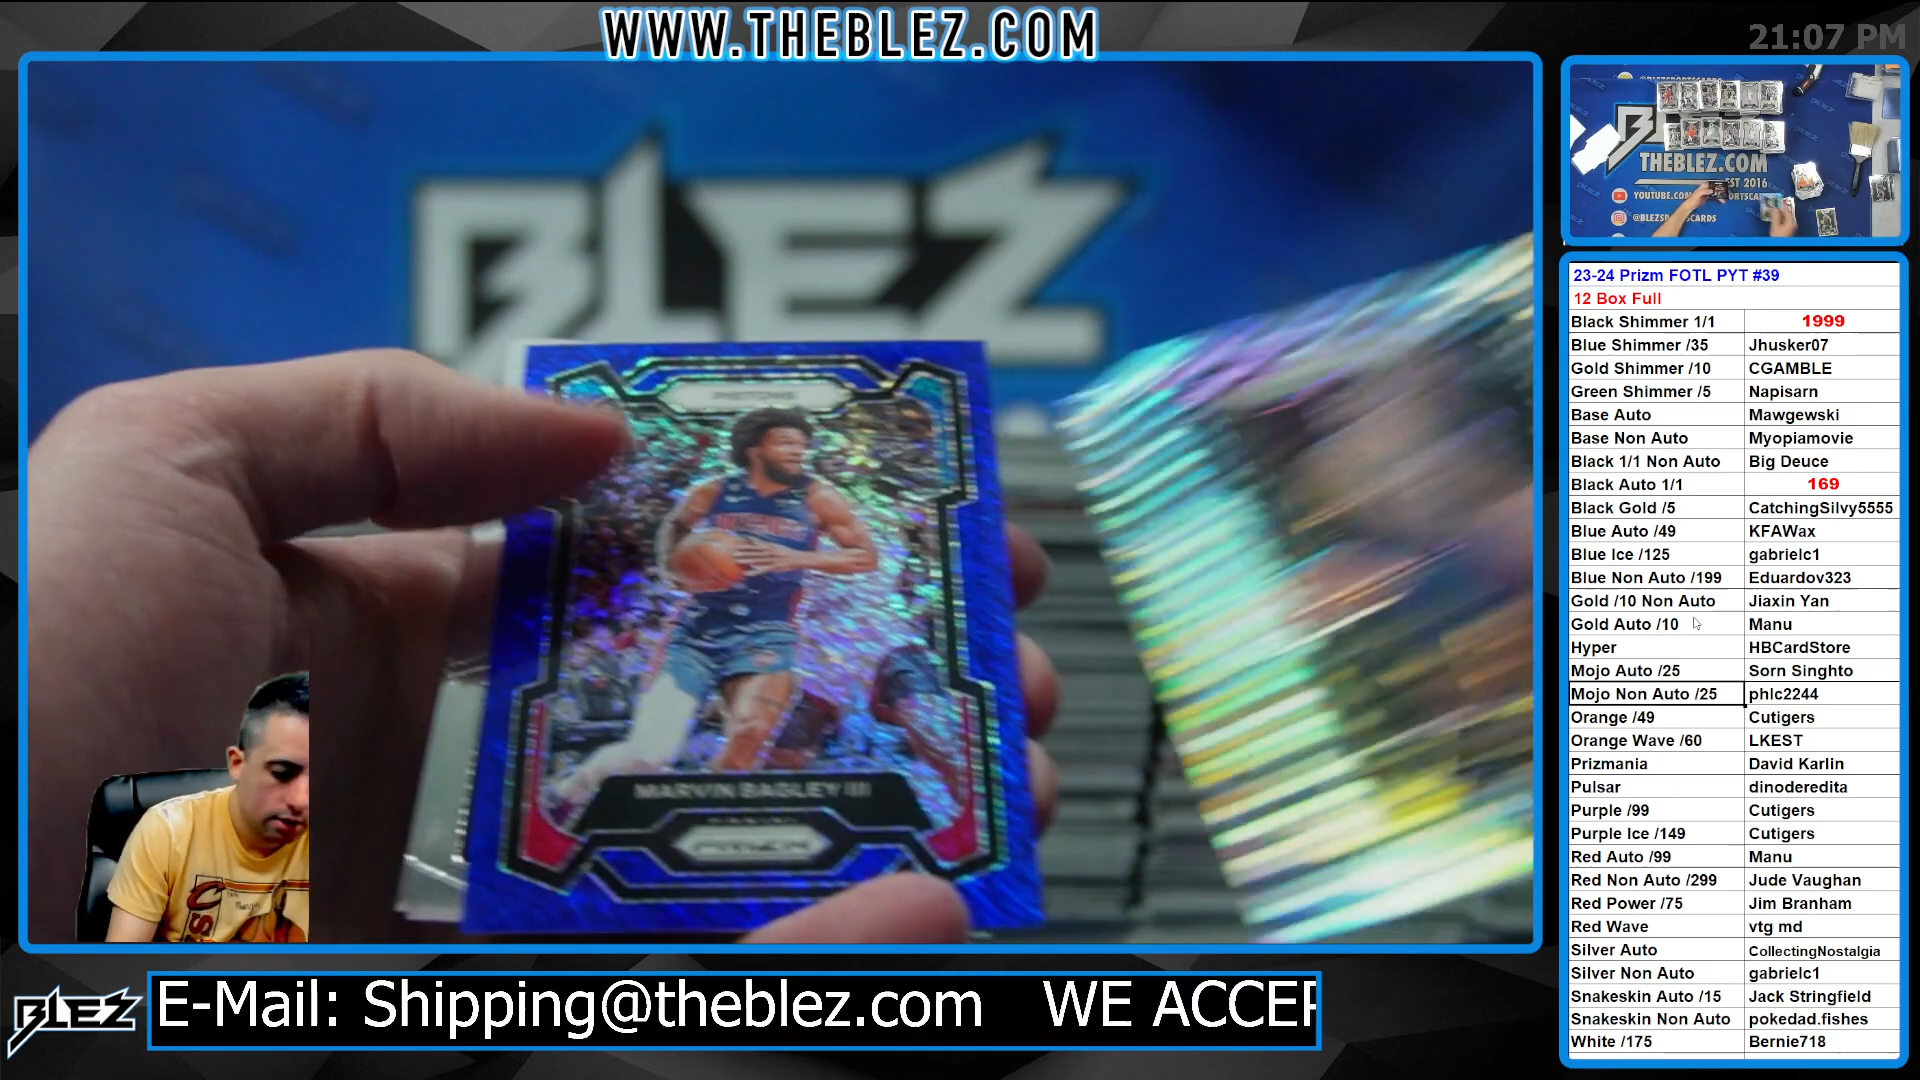 WWW.THEBLEZ.COM
21:07 PM
BLEZ
PISTONS
MARVIN BAGLEY III
PANINI
PRIZM
THEBLEZ.COM
EST 2016
@BLEZSPORTSCARDS
23-24 Prizm FOTL PYT #39
12 Box Full
Black Shimmer 1/1 1999
Blue Shimmer /35 Jhusker07
Gold Shimmer /10 CGAMBLE
Green Shimmer /5 Napisarn
Base Auto Mawgewski
Base Non Auto Myopiamovie
Black 1/1 Non Auto Big Deuce
Black Auto 1/1 169
Black Gold /5 CatchingSilvy5555
Blue Auto /49 KFAWax
Blue Ice /125 gabrielc1
Blue Non Auto /199 Eduardov323
Gold /10 Non Auto Jiaxin Yan
Gold Auto /10 Manu
Hyper HBCardStore
Mojo Auto /25 Sorn Singhto
Mojo Non Auto /25 phlc2244
Orange /49 Cutigers
Orange Wave /60 LKEST
Prizmania David Karlin
Pulsar dinoderedita
Purple /99 Cutigers
Purple Ice /149 Cutigers
Red Auto /99 Manu
Red Non Auto /299 Jude Vaughan
Red Power /75 Jim Branham
Red Wave vtg md
Silver Auto CollectingNostalgia
Silver Non Auto gabrielc1
Snakeskin Auto /15 Jack Stringfield
Snakeskin Non Auto pokedad.fishes
White /175 Bernie718
BLEZ
E-Mail: Shipping@theblez.com WE ACCEP